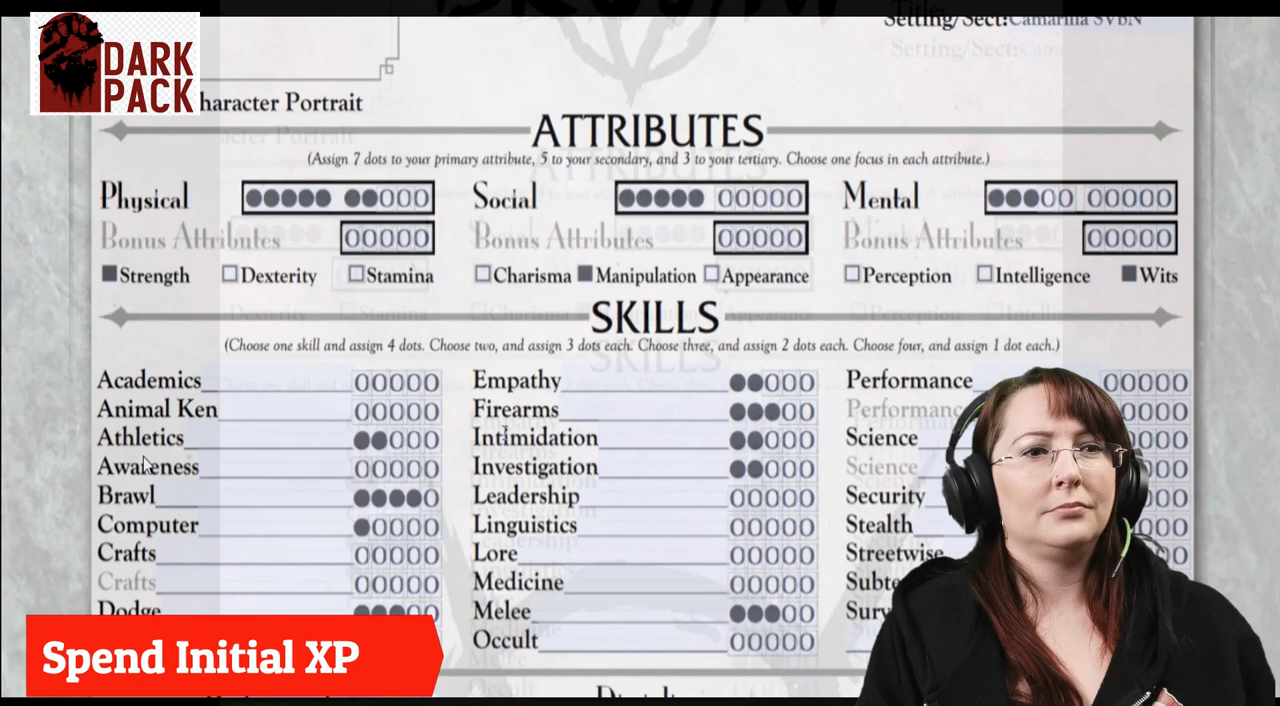 Setting/Sect:Camarilla SVBN
DARK
PACK
Character Portrait
ATTRIBUTES
(Assign 7 dots to your primary attribute, 5 to your secondary, and 3 to your tertiary. Choose one focus in each attribute.)
Physical Social Mental
Bonus Attributes Bonus Attributes Bonus Attributes
Strength Dexterity Stamina Charisma Manipulation Appearance Perception Intelligence Wits
SKILLS
(Choose one skill and assign 4 dots. Choose two, and assign 3 dots each. Choose three, and assign 2 dots each. Choose four, and assign 1 dot each.)
Academics Empathy Performance
Animal Ken Firearms Performance
Athletics Intimidation Science
Awareness Investigation Science
Brawl Leadership Security
Computer Linguistics Stealth
Crafts Lore Streetwise
Crafts Medicine
Dodge Melee
Occult
Spend Initial XP